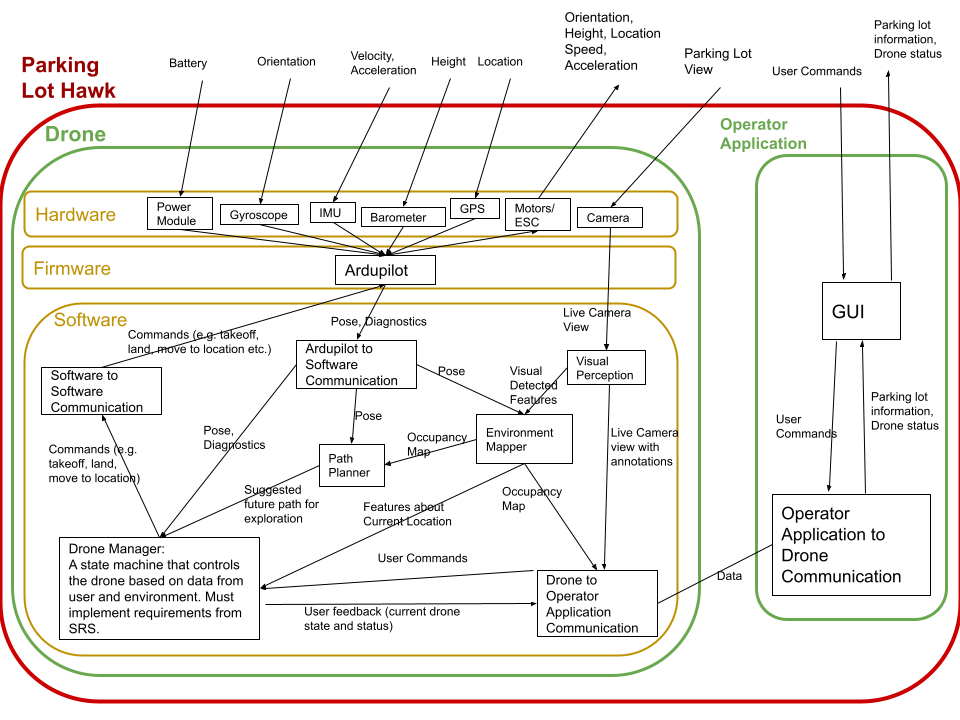 Parking
Lot Hawk
Battery
Orientation
Velocity,
Acceleration
Height
Location
Orientation,
Height, Location
Speed,
Acceleration
Parking Lot
View
User Commands
Parking lot
information,
Drone status
Drone
Operator
Application
Hardware
Power
Module
Gyroscope
IMU
Barometer
GPS
Motors/
ESC
Camera
Firmware
Ardupilot
Software
Commands (e.g. takeoff,
land, move to location etc.)
Pose, Diagnostics
Live Camera
View
GUI
Software to
Software
Communication
Ardupilot to
Software
Communication
Pose
Visual
Detected
Features
Visual
Perception
Pose
Pose,
Diagnostics
Commands (e.g.
takeoff, land,
move to location)
Path
Planner
Occupancy
Map
Environment
Mapper
Live Camera
view with
annotations
User
Commands
Parking lot
information,
Drone status
Suggested
future path for
exploration
Features about
Current Location
Occupancy
Map
Drone Manager:
A state machine that controls
the drone based on data from
user and environment. Must
implement requirements from
SRS.
User Commands
User feedback (current drone
state and status)
Drone to
Operator
Application
Communication
Data
Operator
Application to
Drone
Communication